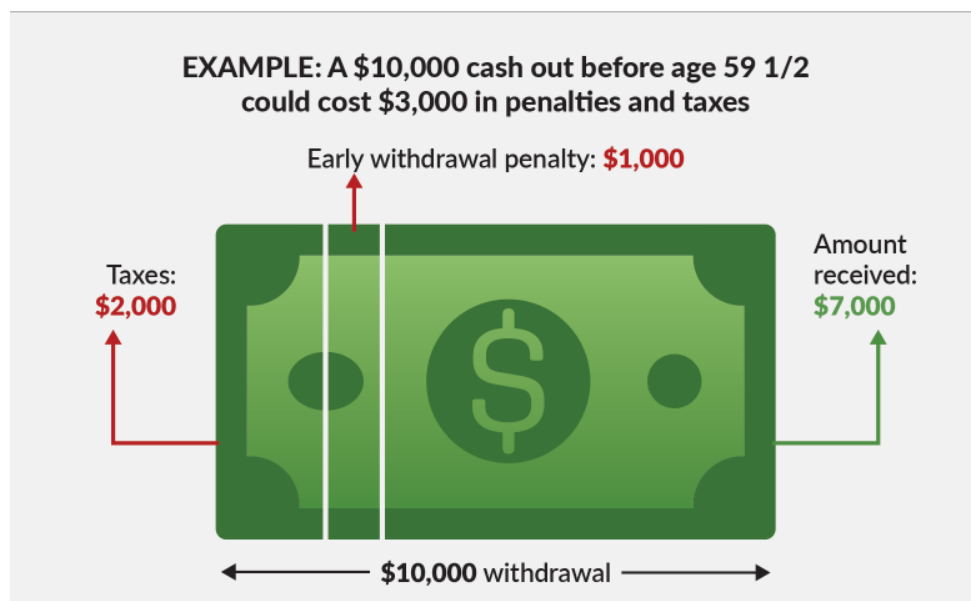 EXAMPLE: A $10,000 cash out before age 59 1/2
could cost $3,000 in penalties and taxes
Early withdrawal penalty: $1,000
Taxes:
$2,000
Amount
received:
$7,000
$
$10,000 withdrawal